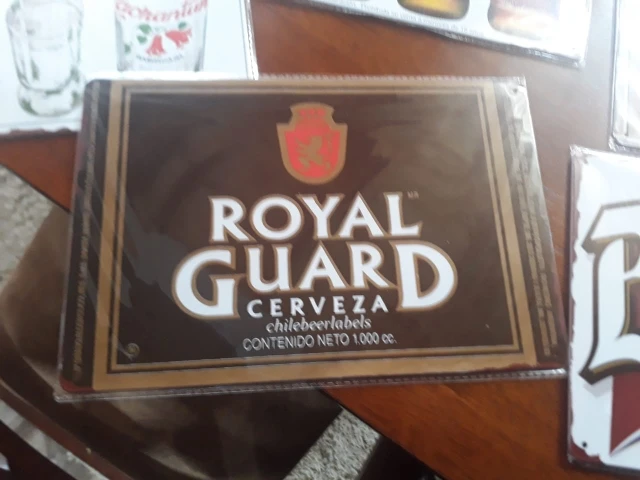 ROYAL
GUARD
CERVEZA
chilebeerlabels
CONTENIDO NETO 1.000 cc.